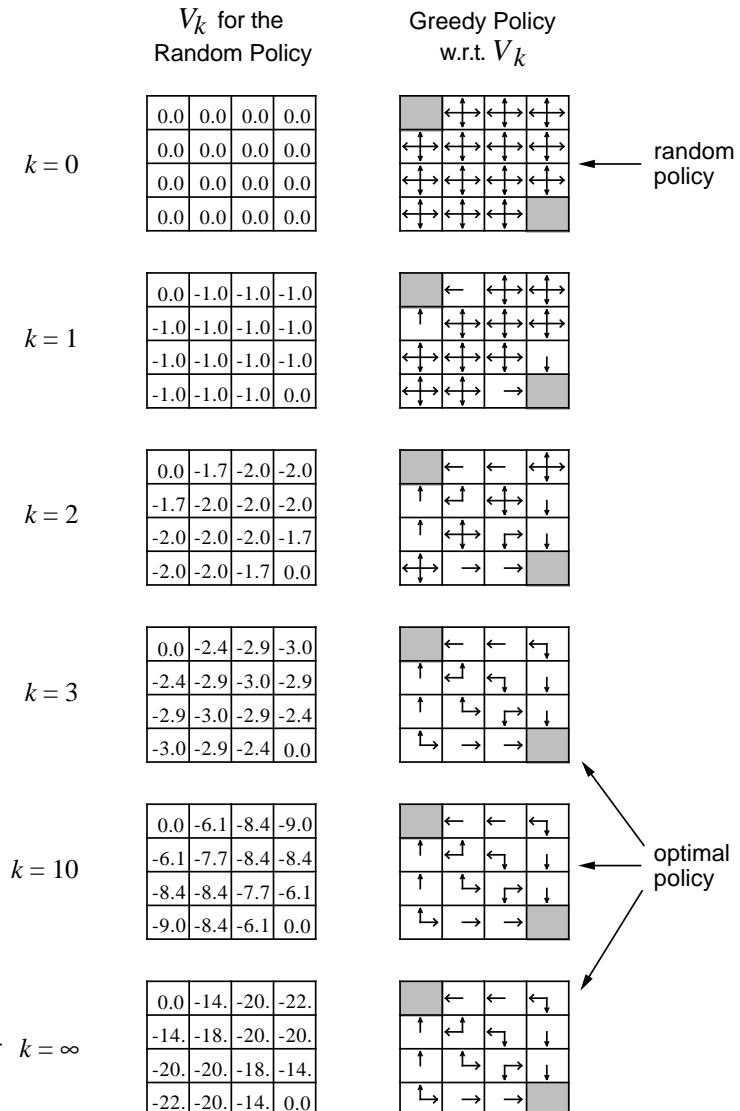 V_k for the Random Policy
Greedy Policy w.r.t. V_k
k = 0
0.0 0.0 0.0 0.0
0.0 0.0 0.0 0.0
0.0 0.0 0.0 0.0
0.0 0.0 0.0 0.0
random policy
k = 1
0.0 -1.0 -1.0 -1.0
-1.0 -1.0 -1.0 -1.0
-1.0 -1.0 -1.0 -1.0
-1.0 -1.0 -1.0 0.0
k = 2
0.0 -1.7 -2.0 -2.0
-1.7 -2.0 -2.0 -2.0
-2.0 -2.0 -2.0 -1.7
-2.0 -2.0 -1.7 0.0
k = 3
0.0 -2.4 -2.9 -3.0
-2.4 -2.9 -3.0 -2.9
-2.9 -3.0 -2.9 -2.4
-3.0 -2.9 -2.4 0.0
k = 10
0.0 -6.1 -8.4 -9.0
-6.1 -7.7 -8.4 -8.4
-8.4 -8.4 -7.7 -6.1
-9.0 -8.4 -6.1 0.0
optimal policy
k = ∞
0.0 -14. -20. -22.
-14. -18. -20. -20.
-20. -20. -18. -14.
-22. -20. -14. 0.0